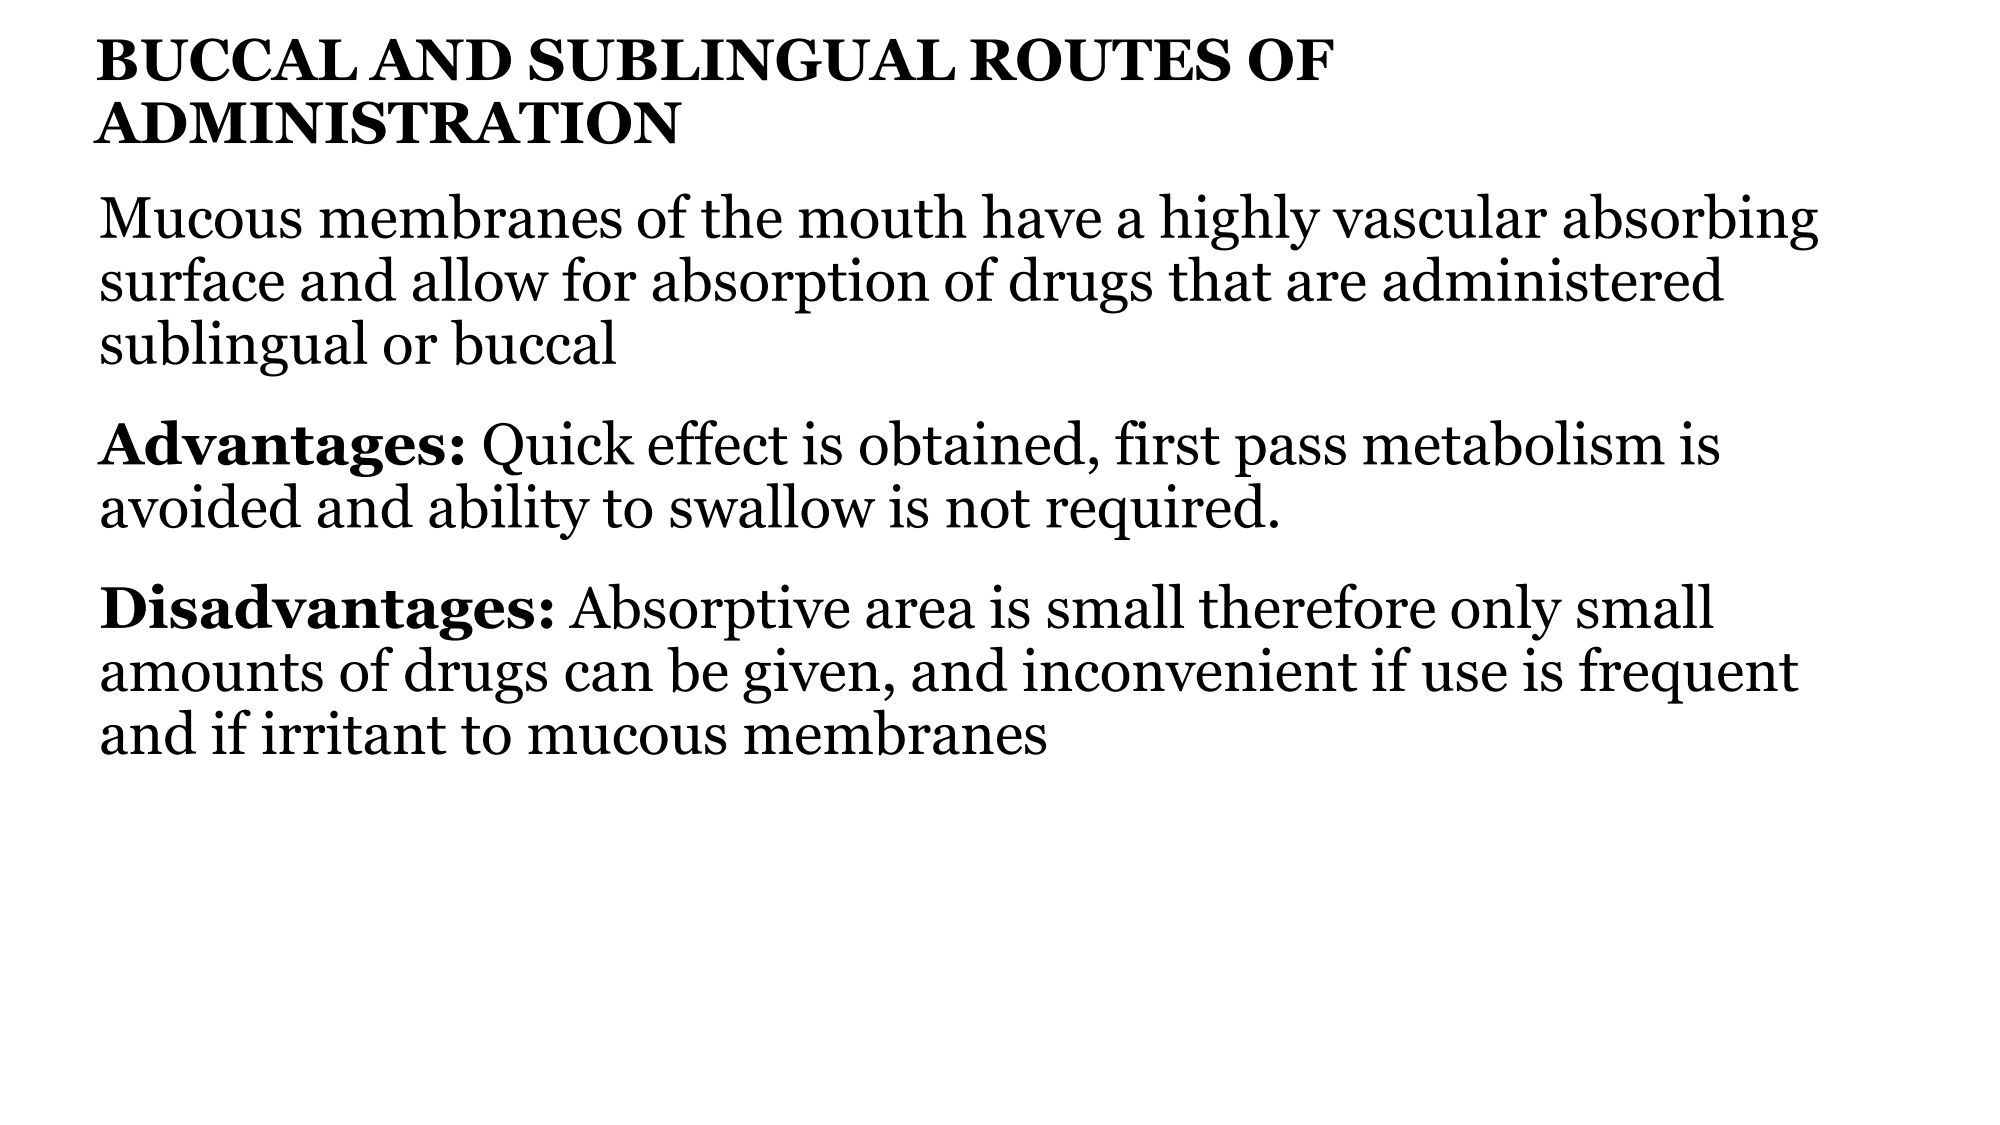 BUCCAL AND SUBLINGUAL ROUTES OF
ADMINISTRATION
Mucous membranes of the mouth have a highly vascular absorbing
surface and allow for absorption of drugs that are administered
sublingual or buccal
Advantages: Quick effect is obtained, first pass metabolism is
avoided and ability to swallow is not required.
Disadvantages: Absorptive area is small therefore only small
amounts of drugs can be given, and inconvenient if use is frequent
and if irritant to mucous membranes